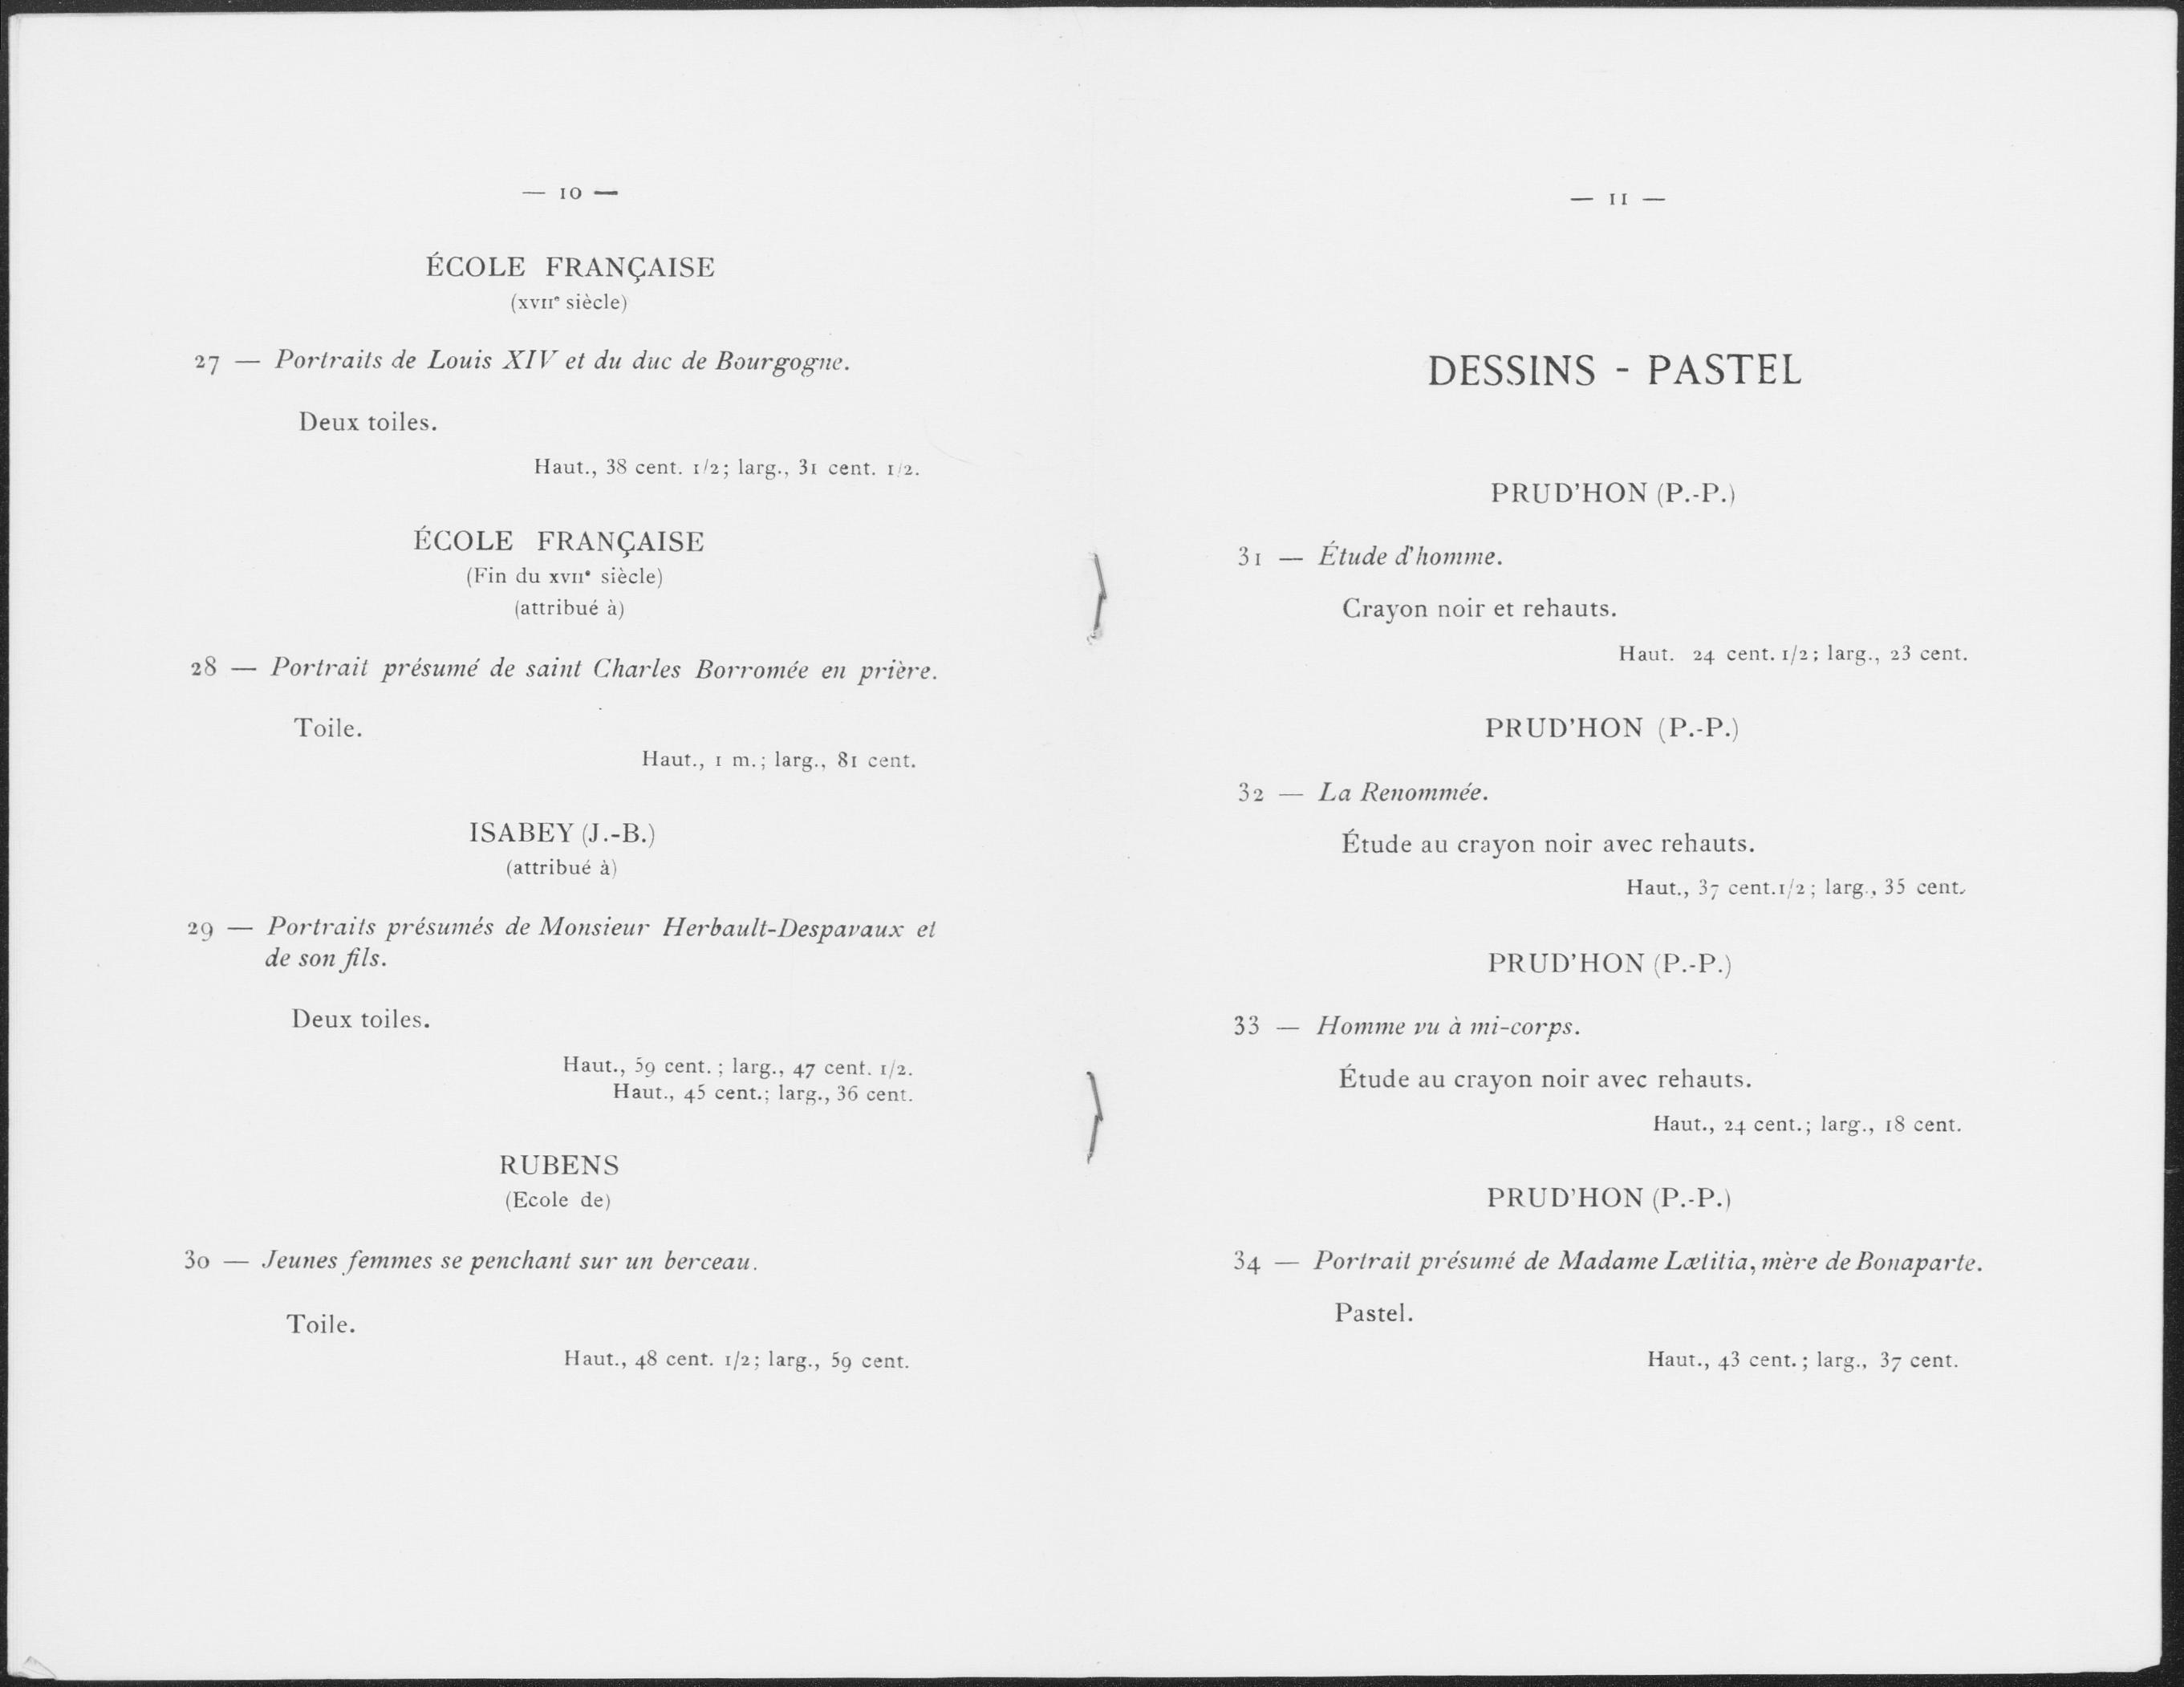 — 10 —
ÉCOLE FRANÇAISE
(XVIIe siècle)
27 — Portraits de Louis XIV et du duc de Bourgogne.
Deux toiles.
Haut., 38 cent. 1/2; larg., 31 cent. 1/2.
ÉCOLE FRANÇAISE
(Fin du XVIIe siècle)
(attribué à)
28 — Portrait présumé de saint Charles Borromée en prière.
Toile.
Haut., 1 m.; larg., 81 cent.
ISABEY (J.-B.)
(attribué à)
29 — Portraits présumés de Monsieur Herbault-Despavaux et
de son fils.
Deux toiles.
Haut., 59 cent. ; larg., 47 cent. 1/2.
Haut., 45 cent.; larg., 36 cent.
RUBENS
(Ecole de)
30 — Jeunes femmes se penchant sur un berceau.
Toile.
Haut., 48 cent. 1/2; larg., 59 cent.
— 11 —
DESSINS - PASTEL
PRUD'HON (P.-P.)
31 — Étude d'homme.
Crayon noir et rehauts.
Haut. 24 cent. 1/2 ; larg., 23 cent.
PRUD'HON (P.-P.)
32 — La Renommée.
Étude au crayon noir avec rehauts.
Haut., 37 cent.1/2 ; larg., 35 cent.
PRUD'HON (P.-P.)
33 — Homme vu à mi-corps.
Étude au crayon noir avec rehauts.
Haut., 24 cent.; larg., 18 cent.
PRUD'HON (P.-P.)
34 — Portrait présumé de Madame Lætitia, mère de Bonaparte.
Pastel.
Haut., 43 cent. ; larg., 37 cent.